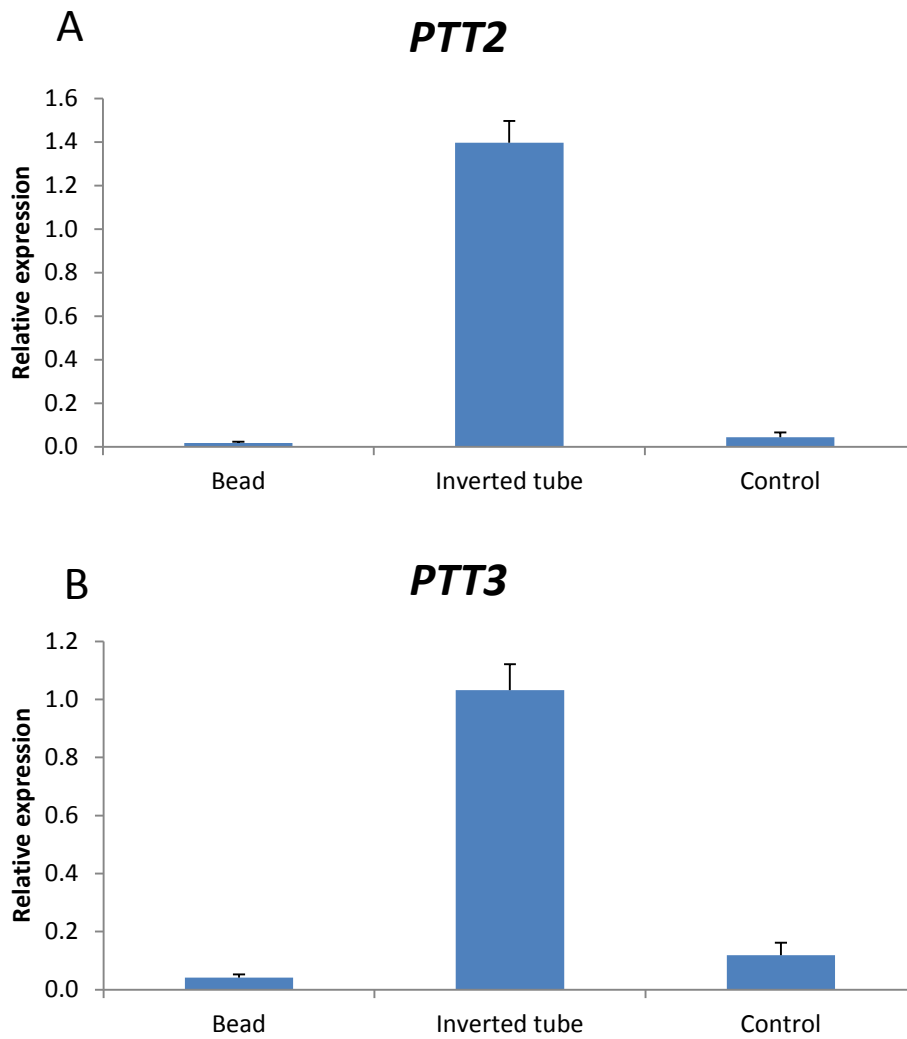 A
PTT2
Relative expression
1.6
1.4
1.2
1.0
0.8
0.6
0.4
0.2
0.0
Bead Inverted tube Control
B
PTT3
Relative expression
1.2
1.0
0.8
0.6
0.4
0.2
0.0
Bead Inverted tube Control